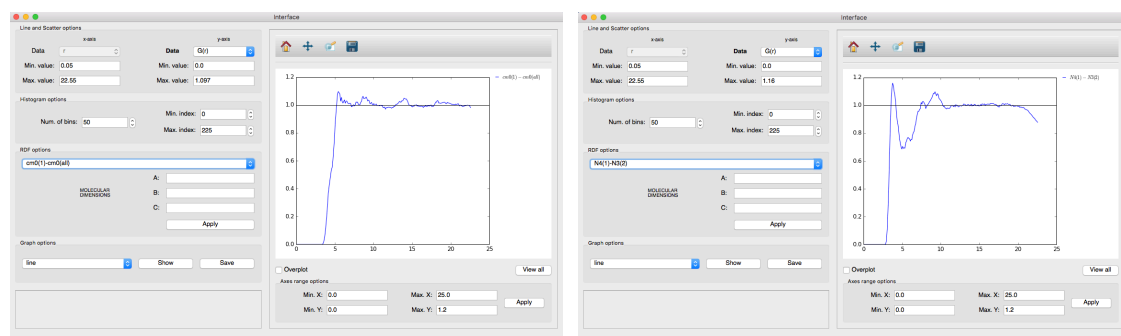 Interface
Line and Scatter options
x-axis y-axis
Data r Data G(r)
Min. value: 0.05 Min. value: 0.0
Max. value: 22.55 Max. value: 1.097
Histogram options
Num. of bins: 50
Min. index: 0
Max. index: 225
RDF options
cm0(1)-cm0(all)
MOLECULAR
DIMENSIONS
A:
B:
C:
Apply
Graph options
line Show Save
cm0(1) − cm0(all)
1.2
1.0
0.8
0.6
0.4
0.2
0.0
0 5 10 15 20 25
Overplot View all
Axes range options
Min. X: 0.0 Max. X: 25.0
Min. Y: 0.0 Max. Y: 1.2
Apply
Interface
Line and Scatter options
x-axis y-axis
Data r Data G(r)
Min. value: 0.05 Min. value: 0.0
Max. value: 22.55 Max. value: 1.16
Histogram options
Num. of bins: 50
Min. index: 0
Max. index: 225
RDF options
N4(1)-N3(2)
MOLECULAR
DIMENSIONS
A:
B:
C:
Apply
Graph options
line Show Save
N4(1) − N3(2)
1.2
1.0
0.8
0.6
0.4
0.2
0.0
0 5 10 15 20 25
Overplot View all
Axes range options
Min. X: 0.0 Max. X: 25.0
Min. Y: 0.0 Max. Y: 1.2
Apply